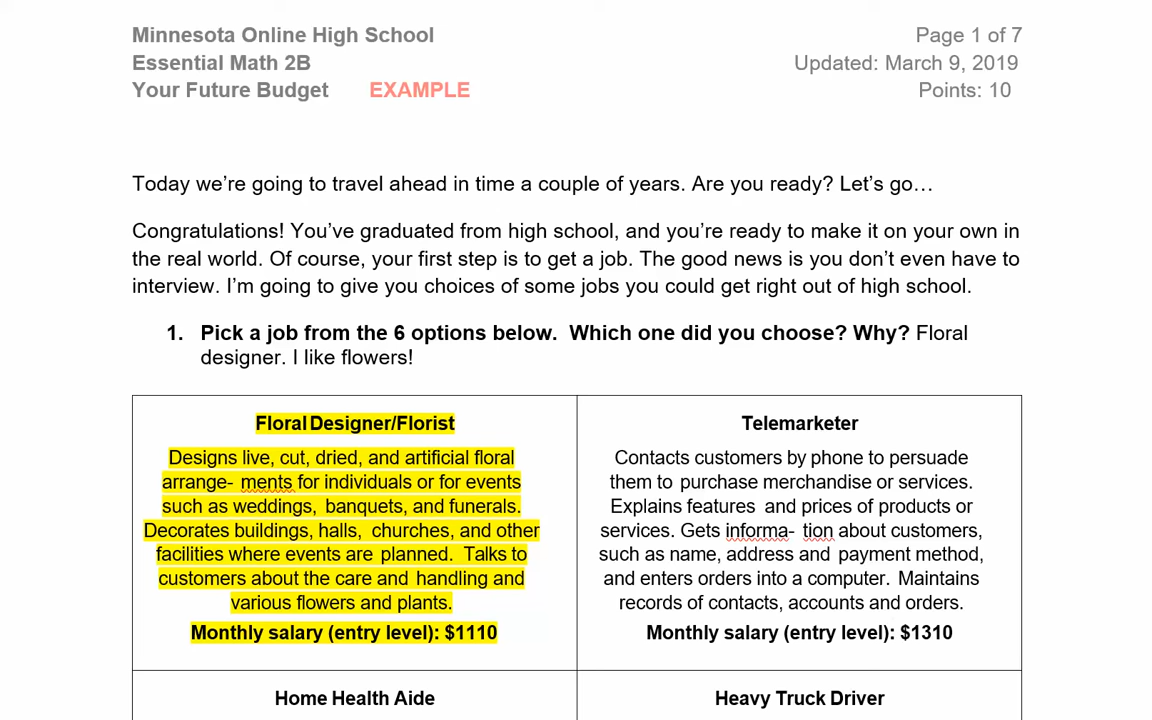 Minnesota Online High School
Page 1 of 7
Essential Math 2B
Updated: March 9, 2019
Your Future Budget EXAMPLE
Points: 10
Today we’re going to travel ahead in time a couple of years. Are you ready? Let’s go…
Congratulations! You’ve graduated from high school, and you’re ready to make it on your own in
the real world. Of course, your first step is to get a job. The good news is you don’t even have to
interview. I’m going to give you choices of some jobs you could get right out of high school.
1. Pick a job from the 6 options below. Which one did you choose? Why? Floral
designer. I like flowers!
Floral Designer/Florist
Designs live, cut, dried, and artificial floral
arrange- ments for individuals or for events
such as weddings, banquets, and funerals.
Decorates buildings, halls, churches, and other
facilities where events are planned. Talks to
customers about the care and handling and
various flowers and plants.
Monthly salary (entry level): $1110
Telemarketer
Contacts customers by phone to persuade
them to purchase merchandise or services.
Explains features and prices of products or
services. Gets informa- tion about customers,
such as name, address and payment method,
and enters orders into a computer. Maintains
records of contacts, accounts and orders.
Monthly salary (entry level): $1310
Home Health Aide
Heavy Truck Driver